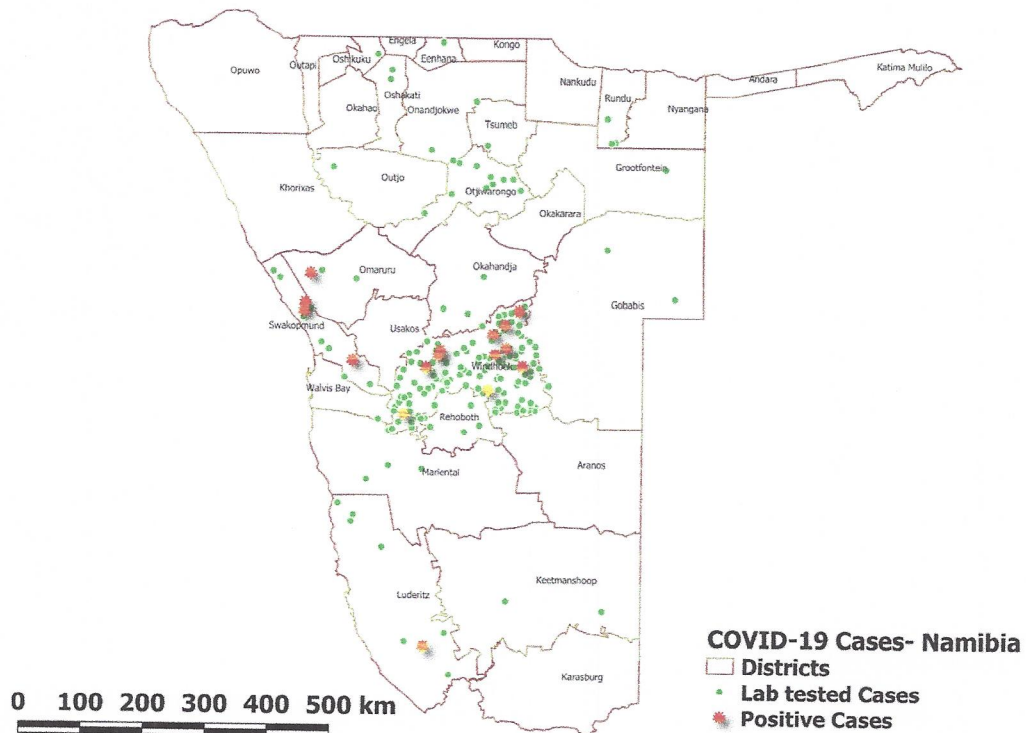 Engela
Kongo
Oshikuku
Eenhana
Outapi
Opuwo
Katima Mulilo
Andara
Nankudu
Oshakati
Rundu
Okahao
Onandjokwe
Nyangana
Tsumeb
Grootfontein
Outjo
Khorixas
Otjiwarongo
Okakarara
Omaruru
Okahandja
Gobabis
Swakopmund
Usakos
Windhoek
Walvis Bay
Rehoboth
Mariental
Aranos
Keetmanshoop
Luderitz
Karasburg
COVID-19 Cases- Namibia
Districts
Lab tested Cases
Positive Cases
0 100 200 300 400 500 km